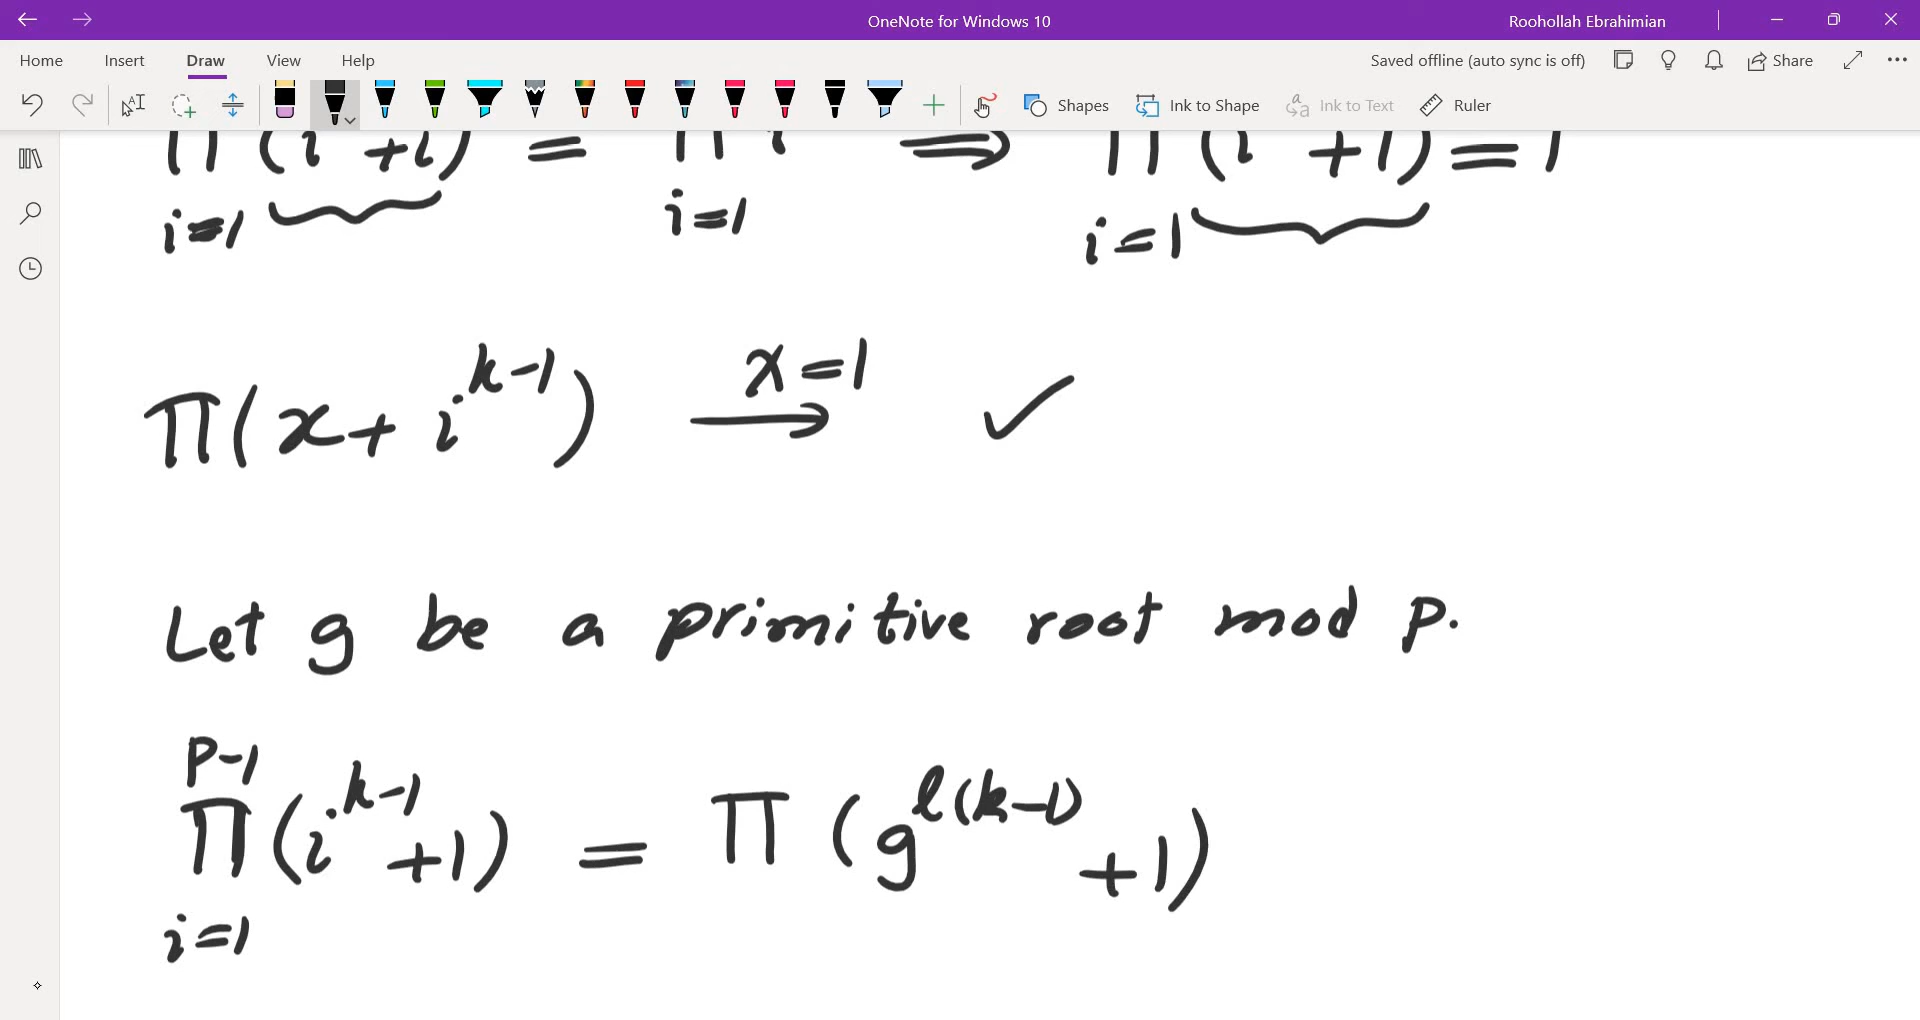 OneNote for Windows 10
Roohollah Ebrahimian
Home Insert Draw View Help
Saved offline (auto sync is off) Share
Shapes Ink to Shape Ink to Text Ruler
Π (i + i) = Π i ⟹ Π (i + 1) = 1
i=1 i=1 i=1
Π(x + i^{k-1}) x=1 → ✓
Let g be a primitive root mod p.
p-1
Π (i^{k-1} + 1) = Π (g^{l(k-1)} + 1)
i=1